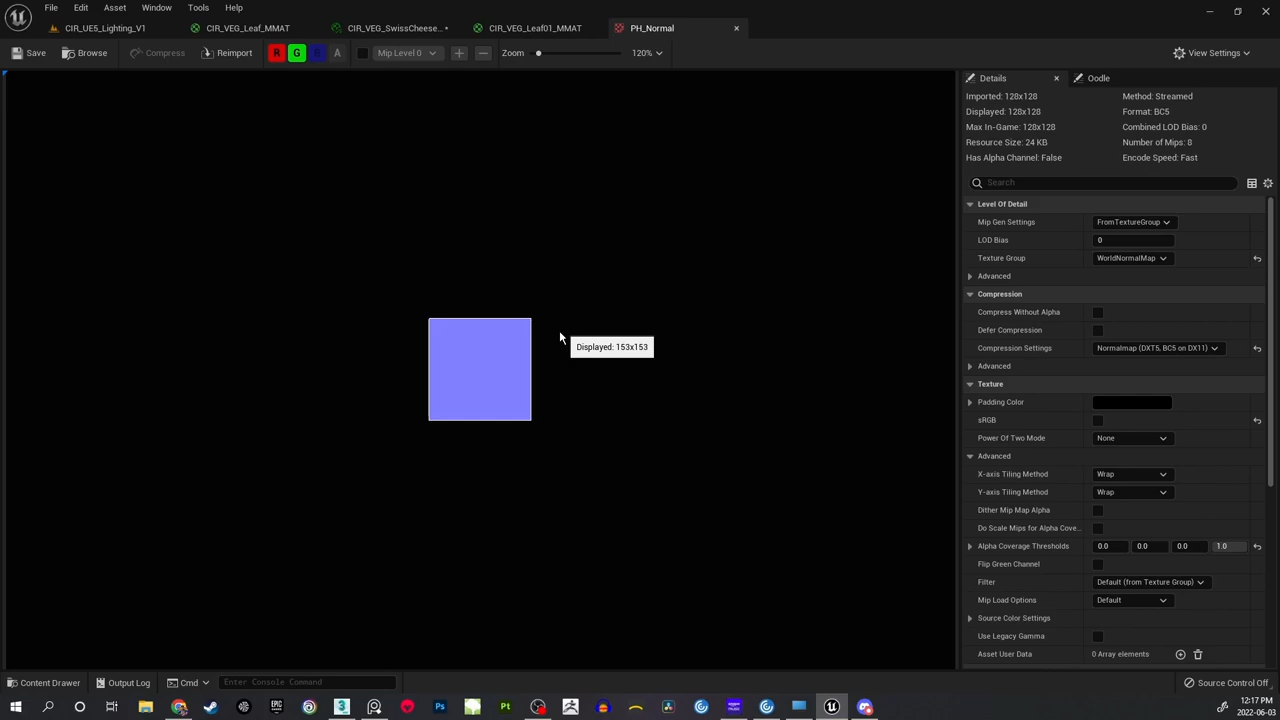 File Edit Asset Window Tools Help
CIR_UE5_Lighting_V1 CIR_VEG_Leaf_MMAT CIR_VEG_SwissCheese... • CIR_VEG_Leaf01_MMAT PH_Normal
Save Browse Compress Reimport R G B A Mip Level 0 Zoom 120% View Settings
Details Oodle
Imported: 128x128 Method: Streamed
Displayed: 128x128 Format: BC5
Max In-Game: 128x128 Combined LOD Bias: 0
Resource Size: 24 KB Number of Mips: 8
Has Alpha Channel: False Encode Speed: Fast
Search
Level Of Detail
Mip Gen Settings FromTextureGroup
LOD Bias 0
Texture Group WorldNormalMap
Advanced
Compression
Compress Without Alpha
Defer Compression
Displayed: 153x153
Compression Settings Normalmap (DXT5, BC5 on DX11)
Advanced
Texture
Padding Color
sRGB
Power Of Two Mode None
Advanced
X-axis Tiling Method Wrap
Y-axis Tiling Method Wrap
Dither Mip Map Alpha
Do Scale Mips for Alpha Cove...
Alpha Coverage Thresholds 0.0 0.0 0.0 1.0
Flip Green Channel
Filter Default (from Texture Group)
Mip Load Options Default
Source Color Settings
Use Legacy Gamma
Asset User Data 0 Array elements
Content Drawer Output Log Cmd Enter Console Command Source Control Off
EPIC GAMES 3 Ps Pt music
12:17 PM
2022-06-03